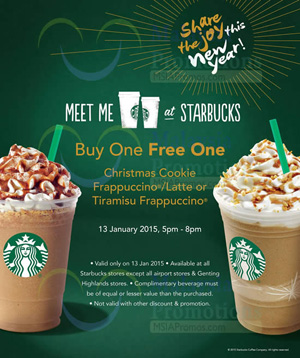 Share
the Joy this
new
year!
MEET ME at STARBUCKS
Buy One Free One
Christmas Cookie
Frappuccino®/Latte or
Tiramisu Frappuccino®
13 January 2015, 5pm - 8pm
• Valid only on 13 Jan 2015 • Available at all
Starbucks stores except all airport stores & Genting
Highlands stores. • Complimentary beverage must
be of equal or lesser value than the purchased.
• Not valid with other discount & promotion.